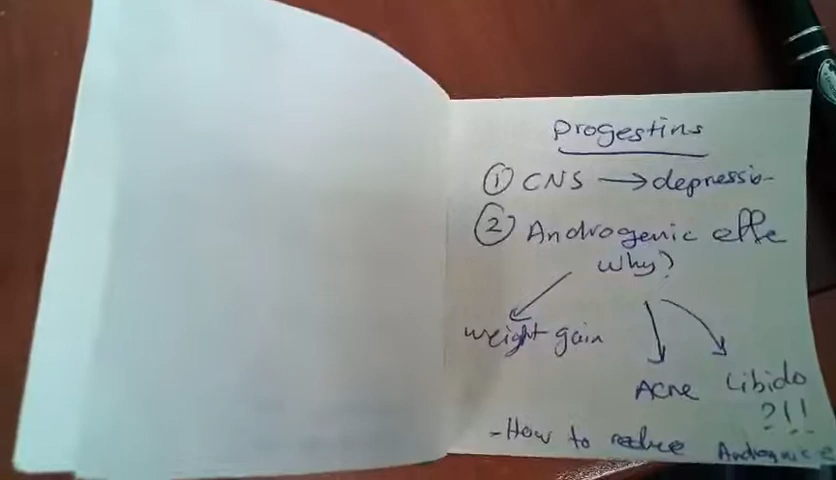 Progestins
① CNS → depressio-
② Androgenic effe
why?
weight gain
Acne Libido
?!!
- How to reduce Androgenic e